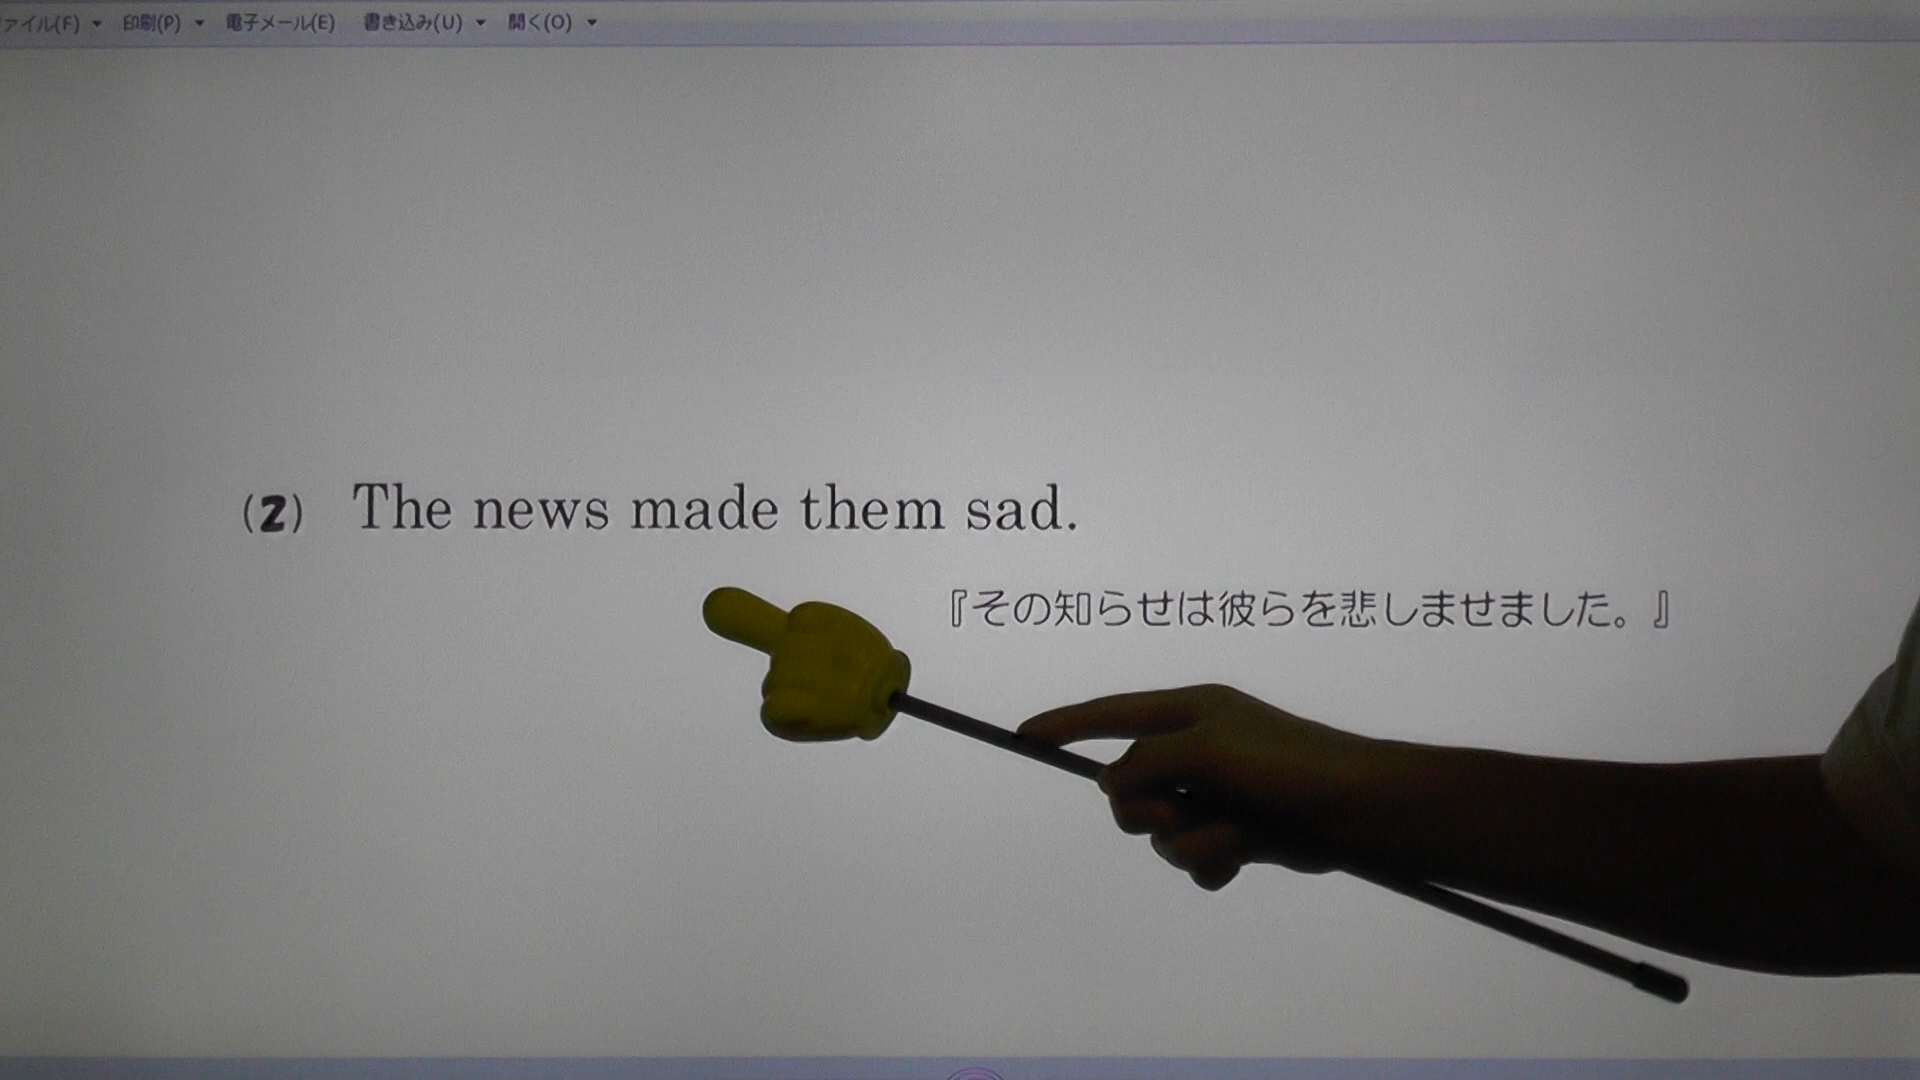 ァイル(F) 印刷(P) 電子メール(E) 書き込み(U) 開く(O)
(2) The news made them sad.
『その知らせは彼らを悲しませました。』